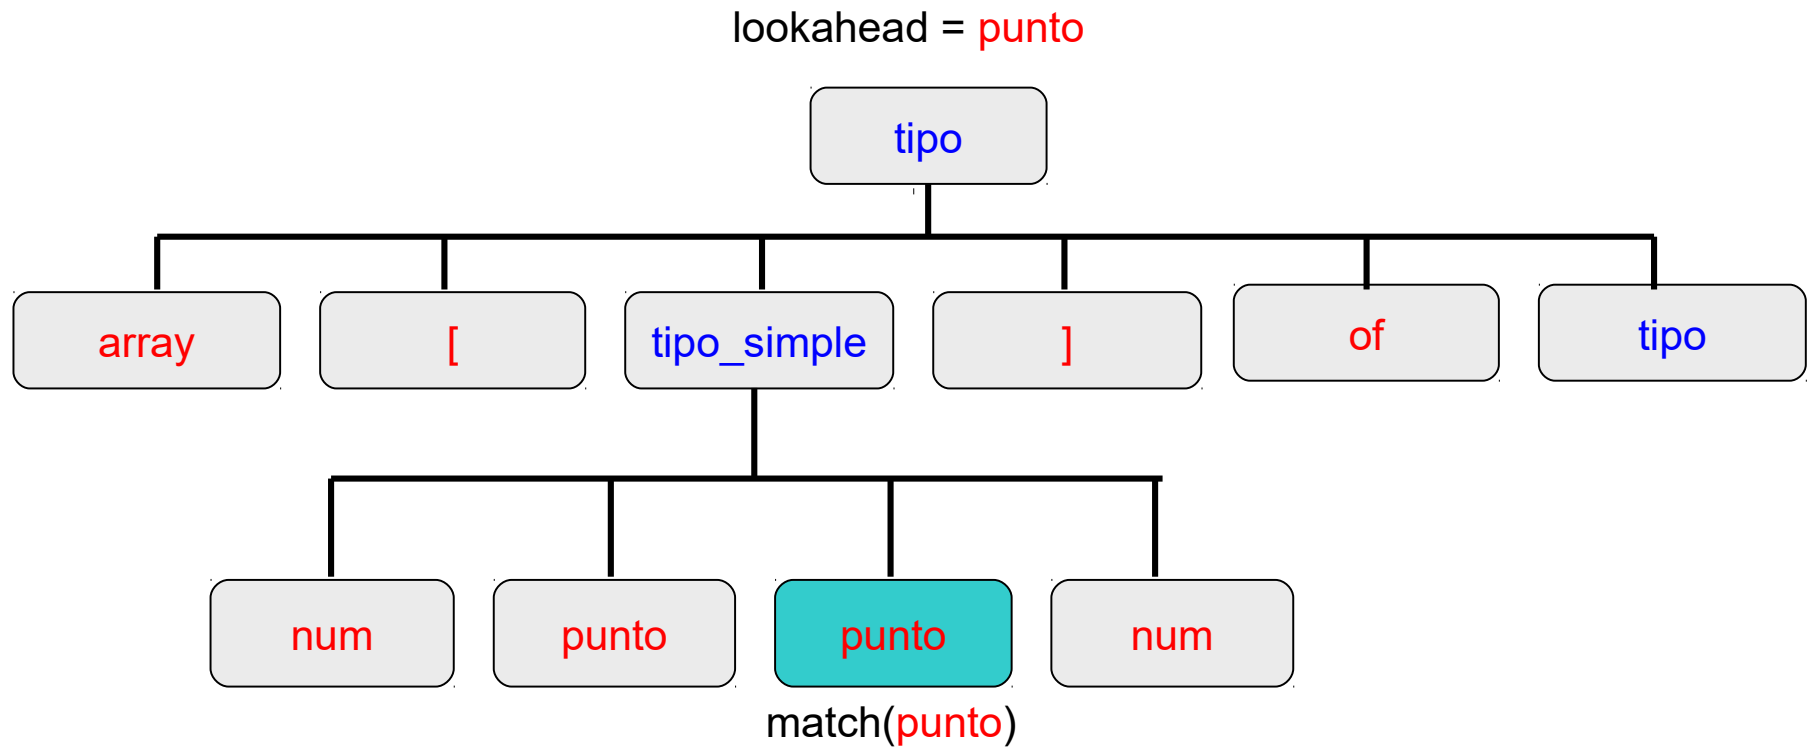 lookahead = punto
tipo
array [ tipo_simple ] of tipo
num punto punto num
match(punto)